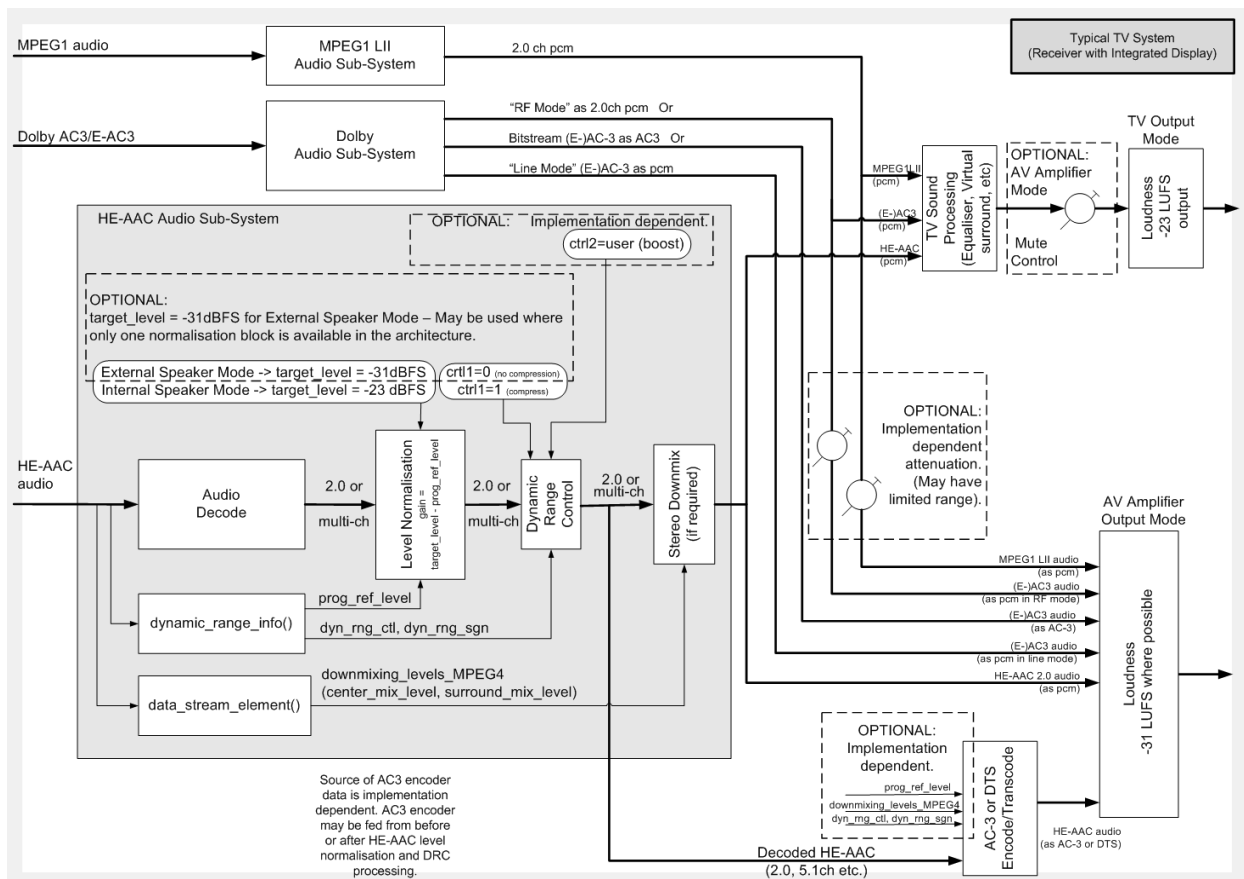 MPEG1 audio
MPEG1 LII
Audio Sub-System
2.0 ch pcm
Typical TV System
(Receiver with Integrated Display)
Dolby AC3/E-AC3
Dolby
Audio Sub-System
“RF Mode” as 2.0ch pcm   Or
Bitstream (E-)AC-3 as AC3   Or
“Line Mode” (E-)AC-3 as pcm
MPEG1LII
(pcm)
(E-)AC3
(pcm)
HE-AAC
(pcm)
TV Sound
Processing
(Equaliser, Virtual
surround, etc)
OPTIONAL:
AV Amplifier
Mode
Mute
Control
TV Output
Mode
Loudness
-23 LUFS
output
HE-AAC Audio Sub-System
OPTIONAL:   Implementation dependent.
ctrl2=user (boost)
OPTIONAL:
target_level = -31dBFS for External Speaker Mode – May be used where
only one normalisation block is available in the architecture.
External Speaker Mode -> target_level = -31dBFS
Internal Speaker Mode -> target_level = -23 dBFS
crtl1=0 (no compression)
ctrl1=1 (compress)
HE-AAC
audio
Audio
Decode
2.0 or
multi-ch
Level Normalisation
gain =
target_level - prog_ref_level
2.0 or
multi-ch
Dynamic
Range
Control
2.0 or
multi-ch
Stereo Downmix
(if required)
dynamic_range_info()
prog_ref_level
dyn_rng_ctl, dyn_rng_sgn
data_stream_element()
downmixing_levels_MPEG4
(center_mix_level, surround_mix_level)
OPTIONAL:
Implementation
dependent
attenuation.
(May have
limited range).
AV Amplifier
Output Mode
MPEG1 LII audio
(as pcm)
(E-)AC3 audio
(as pcm in RF mode)
(E-)AC3 audio
(as AC-3)
(E-)AC3 audio
(as pcm in line mode)
HE-AAC 2.0 audio
(as pcm)
Loudness
-31 LUFS where possible
OPTIONAL:
Implementation
dependent.
prog_ref_level
downmixing_levels_MPEG4
dyn_rng_ctl, dyn_rng_sgn
AC-3 or DTS
Encode/Transcode
HE-AAC audio
(as AC-3 or DTS)
Source of AC3 encoder
data is implementation
dependent. AC3 encoder
may be fed from before
or after HE-AAC level
normalisation and DRC
processing.
Decoded HE-AAC
(2.0, 5.1ch etc.)